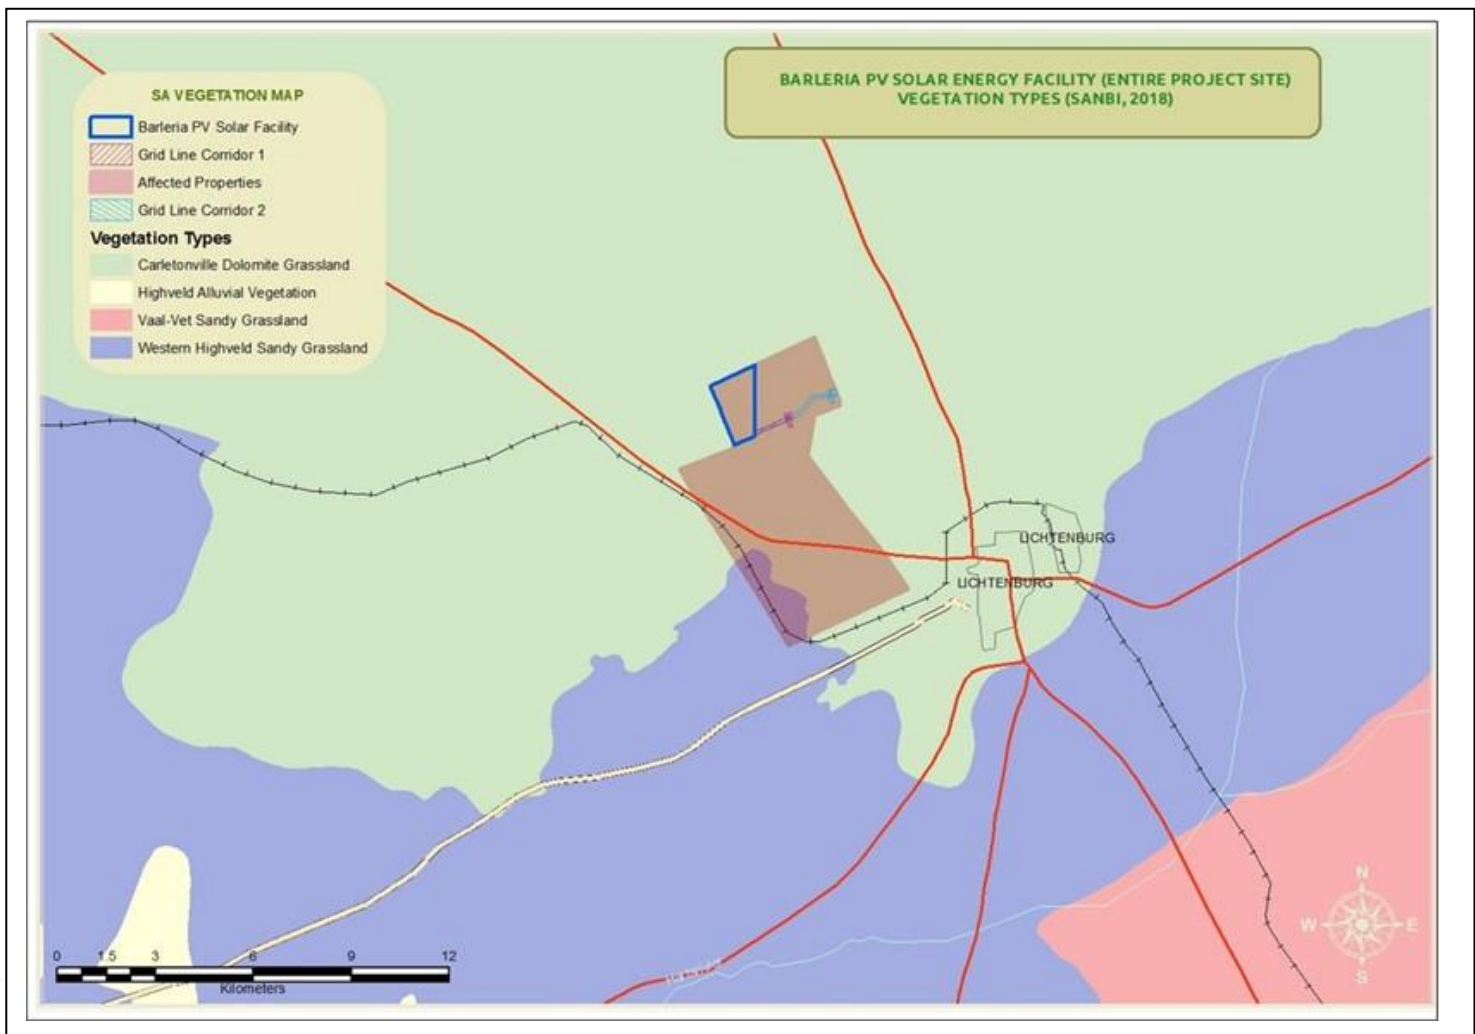 BARLERIA PV SOLAR ENERGY FACILITY (ENTIRE PROJECT SITE)
VEGETATION TYPES (SANBI, 2018)
SA VEGETATION MAP
Barleria PV Solar Facility
Grid Line Corridor 1
Affected Properties
Grid Line Corridor 2
Vegetation Types
Carletonville Dolomite Grassland
Highveld Alluvial Vegetation
Vaal-Vet Sandy Grassland
Western Highveld Sandy Grassland
LICHTENBURG
LICHTENBURG
N
W E
S
0 1.5 3 6 9 12
Kilometers